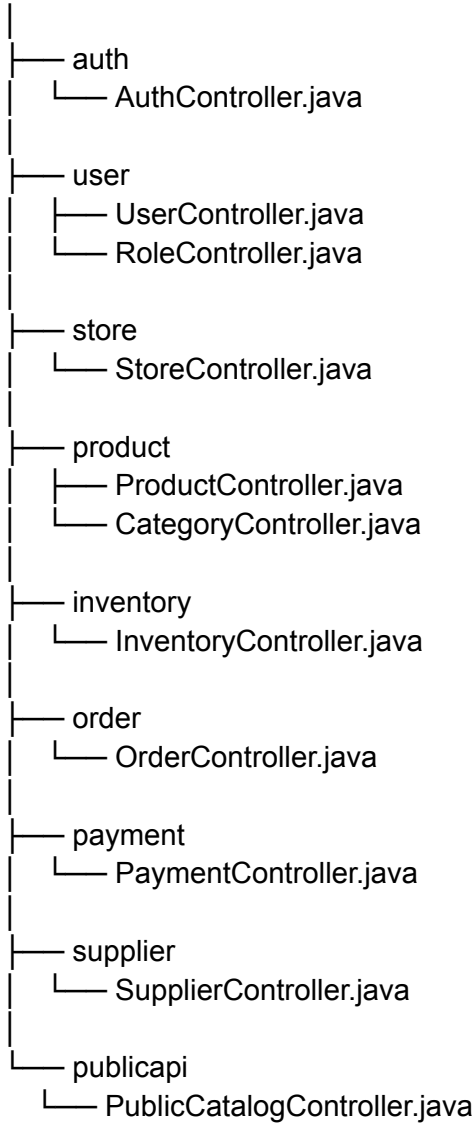 │
├── auth
│   └── AuthController.java
│
├── user
│   ├── UserController.java
│   └── RoleController.java
│
├── store
│   └── StoreController.java
│
├── product
│   ├── ProductController.java
│   └── CategoryController.java
│
├── inventory
│   └── InventoryController.java
│
├── order
│   └── OrderController.java
│
├── payment
│   └── PaymentController.java
│
├── supplier
│   └── SupplierController.java
│
└── publicapi
    └── PublicCatalogController.java